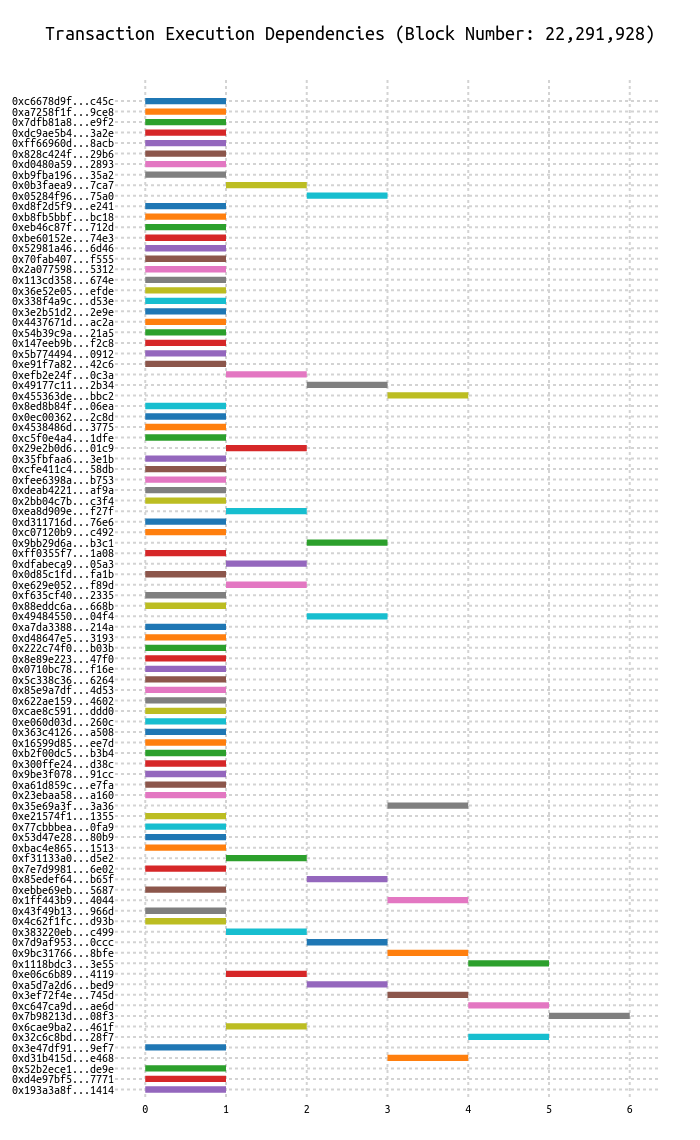 Transaction Execution Dependencies (Block Number: 22,291,928)
0xc6678d9f...c45c
0xa7258f1f...9ce8
0x7dfb81a8...e9f2
0xdc9ae5b4...3a2e
0xff66960d...8acb
0x828c424f...29b6
0xd0480a59...2893
0xb9fba196...35a2
0x0b3faea9...7ca7
0x05284f96...75a0
0xd8f2d5f9...e241
0xb8fb5bbf...bc18
0xeb46c87f...712d
0xbe60152e...74e3
0x52981a46...6d46
0x70fab407...f555
0x2a077598...5312
0x113cd358...674e
0x36e52e05...efde
0x338f4a9c...d53e
0x3e2b51d2...2e9e
0x4437671d...ac2a
0x54b39c9a...21a5
0x147eeb9b...f2c8
0x5b774494...0912
0xe91f7a82...42c6
0xefb2e24f...0c3a
0x49177c11...2b34
0x455363de...bbc2
0x8ed8b84f...06ea
0x0ec00362...2c8d
0x4538486d...3775
0xc5f0e4a4...1dfe
0x29e2b0d6...01c9
0x35fbfaa6...3e1b
0xcfe411c4...58db
0xfee6398a...b753
0xdeab4221...af9a
0x2bb04c7b...c3f4
0xea8d909e...f27f
0xd311716d...76e6
0xc07120b9...c492
0x9bb29d6a...b3c1
0xff0355f7...1a08
0xdfabeca9...05a3
0x0d85c1fd...fa1b
0xe629e052...f89d
0xf635cf40...2335
0x88eddc6a...668b
0x49484550...04f4
0xa7da3388...214a
0xd48647e5...3193
0x222c74f0...b03b
0x8e89e223...47f0
0x0710bc78...f16e
0x5c338c36...6264
0x85e9a7df...4d53
0x622ae159...4602
0xcae8c591...ddd0
0xe060d03d...260c
0x363c4126...a508
0x16599d85...ee7d
0xb2f00dc5...b3b4
0x300ffe24...d38c
0x9be3f078...91cc
0xa61d859c...e7fa
0x23ebaa58...a160
0x35e69a3f...3a36
0xe21574f1...1355
0x77cbbbea...0fa9
0x53d47e28...80b9
0xbac4e865...1513
0xf31133a0...d5e2
0x7e7d9981...6e02
0x85edef64...b65f
0xebbe69eb...5687
0x1ff443b9...4044
0x43f49b13...966d
0x4c62f1fc...d93b
0x383220eb...c499
0x7d9af953...0ccc
0x9bc31766...8bfe
0x1118bdc3...3e55
0xe06c6b89...4119
0xa5d7a2d6...bed9
0x3ef72f4e...745d
0xc647ca9d...ae6d
0x7b98213d...08f3
0x6cae9ba2...461f
0x32c6c8bd...28f7
0x3e47df91...9ef7
0xd31b415d...e468
0x52b2ece1...de9e
0xd4e97bf5...7771
0x193a3a8f...1414
0 1 2 3 4 5 6